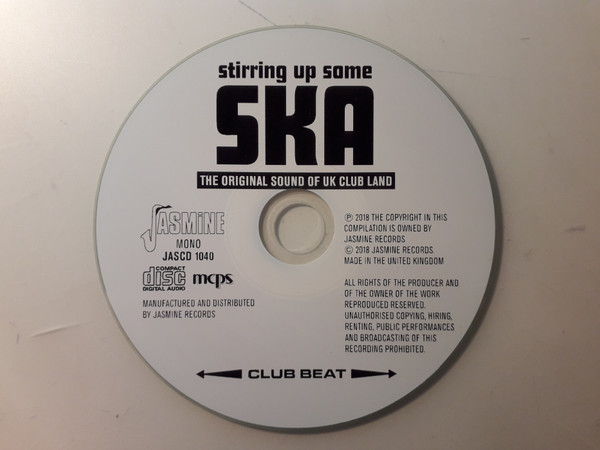 stirring up some
SKA
THE ORIGINAL SOUND OF UK CLUB LAND
JASMiNE
MONO
JASCD 1040
COMPACT
disc
DIGITAL AUDIO
mcps
MANUFACTURED AND DISTRIBUTED
BY JASMINE RECORDS
℗ 2018 THE COPYRIGHT IN THIS
COMPILATION IS OWNED BY
JASMINE RECORDS
© 2018 JASMINE RECORDS
MADE IN THE UNITED KINGDOM
ALL RIGHTS OF THE PRODUCER AND
OF THE OWNER OF THE WORK
REPRODUCED RESERVED.
UNAUTHORISED COPYING, HIRING,
RENTING, PUBLIC PERFORMANCES
AND BROADCASTING OF THIS
RECORDING PROHIBITED.
CLUB BEAT